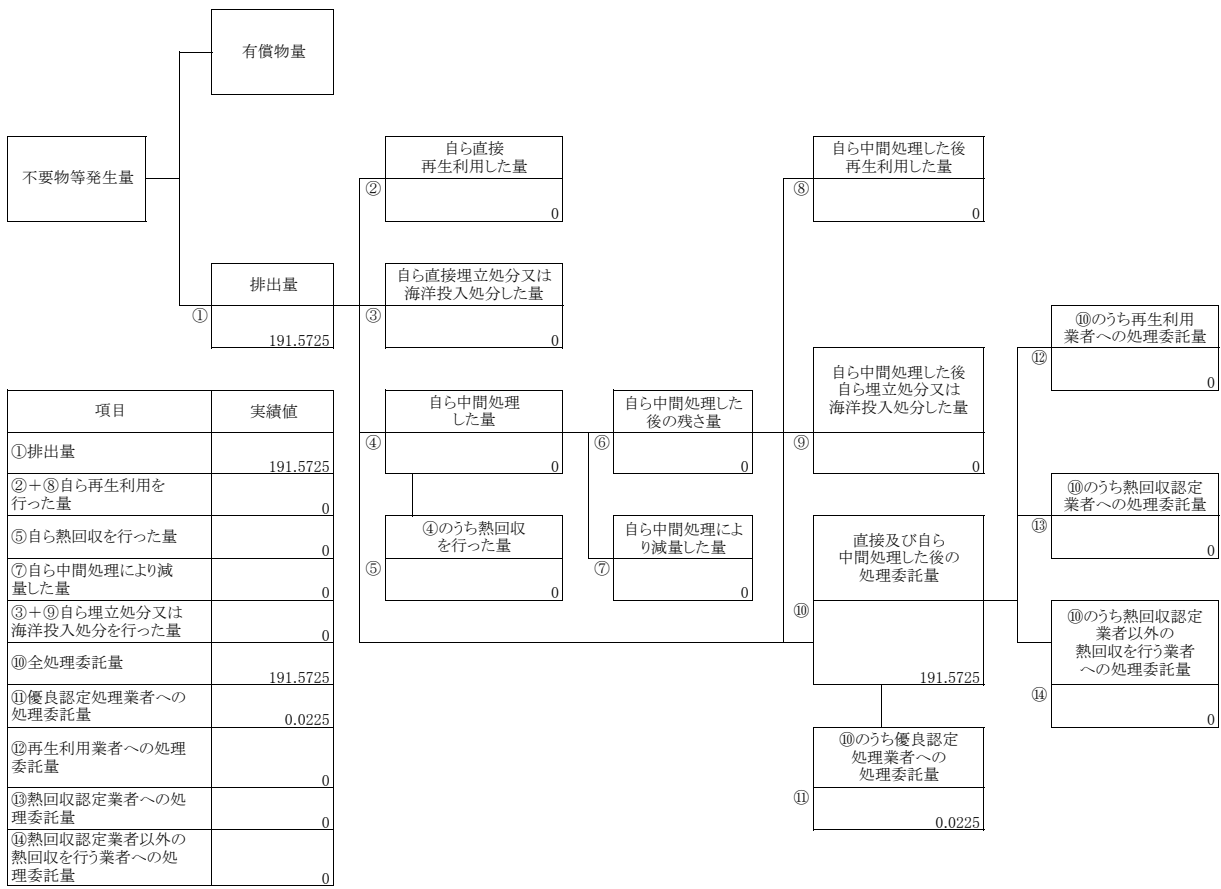 有償物量
不要物等発生量
自ら直接
再生利用した量
②
0
自ら中間処理した後
再生利用した量
⑧
0
排出量
①
191.5725
自ら直接埋立処分又は
海洋投入処分した量
③
0
⑩のうち再生利用
業者への処理委託量
⑫
0
自ら中間処理
した量
④
0
自ら中間処理した
後の残さ量
⑥
0
自ら中間処理した後
自ら埋立処分又は
海洋投入処分した量
⑨
0
⑩のうち熱回収認定
業者への処理委託量
⑬
0
④のうち熱回収
を行った量
⑤
0
自ら中間処理によ
り減量した量
⑦
0
直接及び自ら
中間処理した後の
処理委託量
⑩
191.5725
⑩のうち熱回収認定
業者以外の
熱回収を行う業者
への処理委託量
⑭
0
⑩のうち優良認定
処理業者への
処理委託量
⑪
0.0225
項目 実績値
①排出量
191.5725
②+⑧自ら再生利用を
行った量
0
⑤自ら熱回収を行った量
0
⑦自ら中間処理により減
量した量
0
③+⑨自ら埋立処分又は
海洋投入処分を行った量
0
⑩全処理委託量
191.5725
⑪優良認定処理業者への
処理委託量
0.0225
⑫再生利用業者への処理
委託量
0
⑬熱回収認定業者への処
理委託量
0
⑭熱回収認定業者以外の
熱回収を行う業者への処
理委託量
0